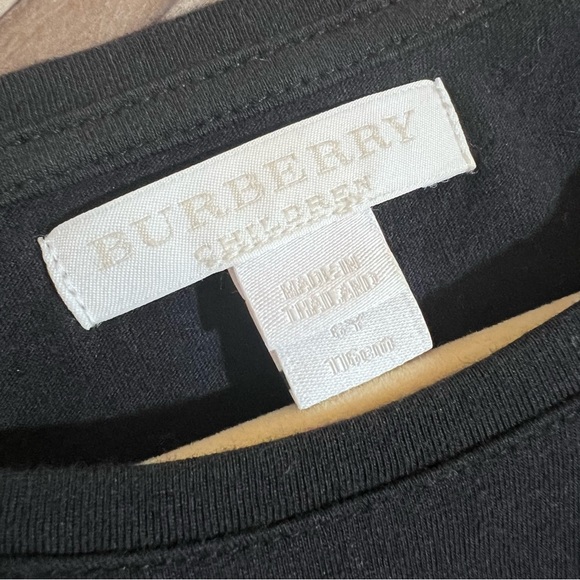 BURBERRY
CHILDREN
MADE IN
THAILAND
6Y
116cm